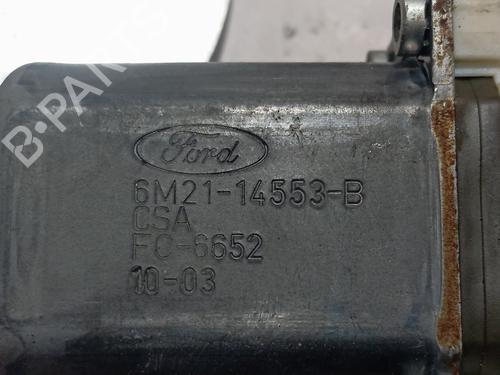 B-PARTS
Ford
6M21-14553-B
CSA
FC-6652
10-03